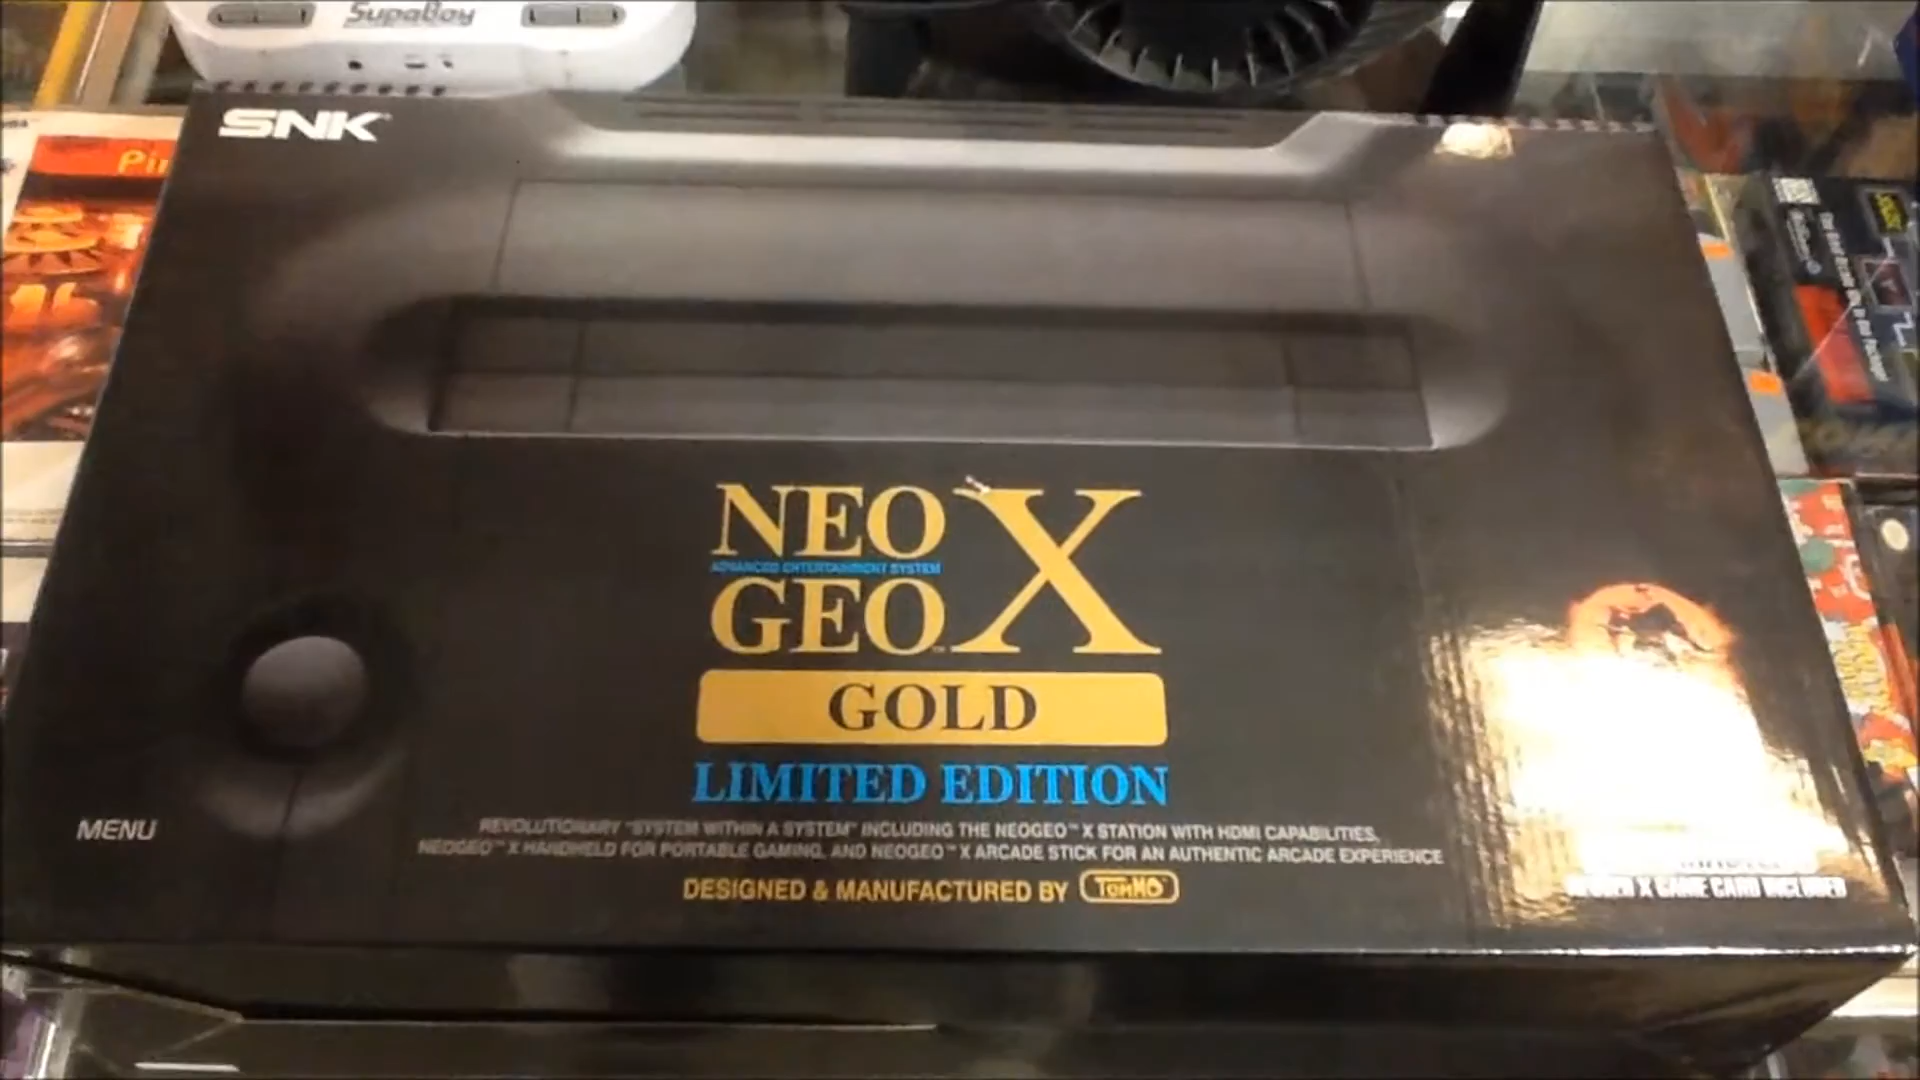 SupaBoy
SNK
NEO
GEO X
ADVANCED ENTERTAINMENT SYSTEM
GOLD
LIMITED EDITION
MENU
REVOLUTIONARY "SYSTEM WITHIN A SYSTEM" INCLUDING THE NEOGEO™ X STATION WITH HDMI CAPABILITIES,
NEOGEO™ X HANDHELD FOR PORTABLE GAMING, AND NEOGEO™ X ARCADE STICK FOR AN AUTHENTIC ARCADE EXPERIENCE
DESIGNED & MANUFACTURED BY TOMMO
X GAME CARD INCLUDED